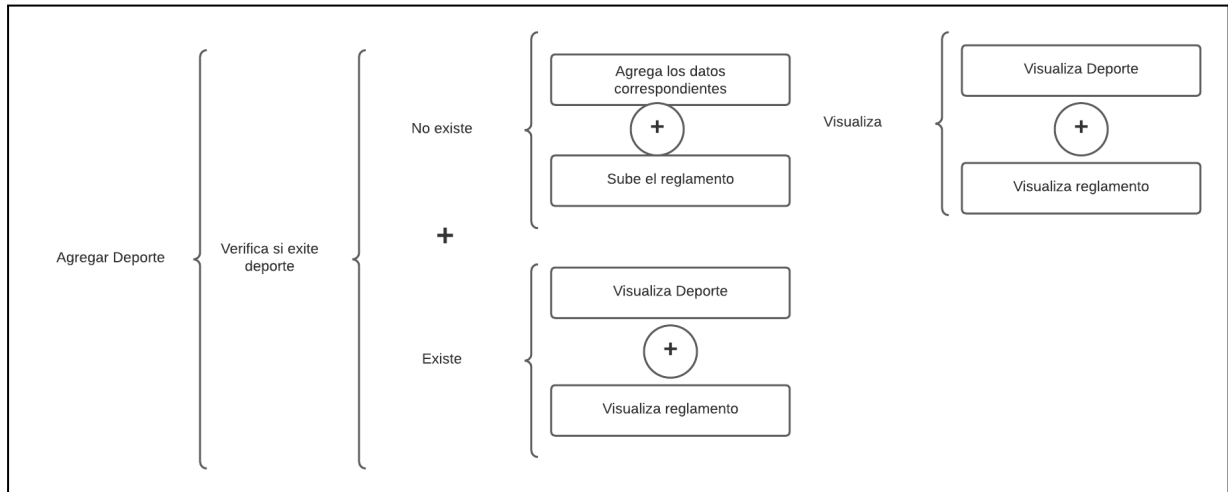 Agregar Deporte
Verifica si exite
deporte
No existe
+
Existe
Agrega los datos
correspondientes
+
Sube el reglamento
Visualiza Deporte
+
Visualiza reglamento
Visualiza
Visualiza Deporte
+
Visualiza reglamento